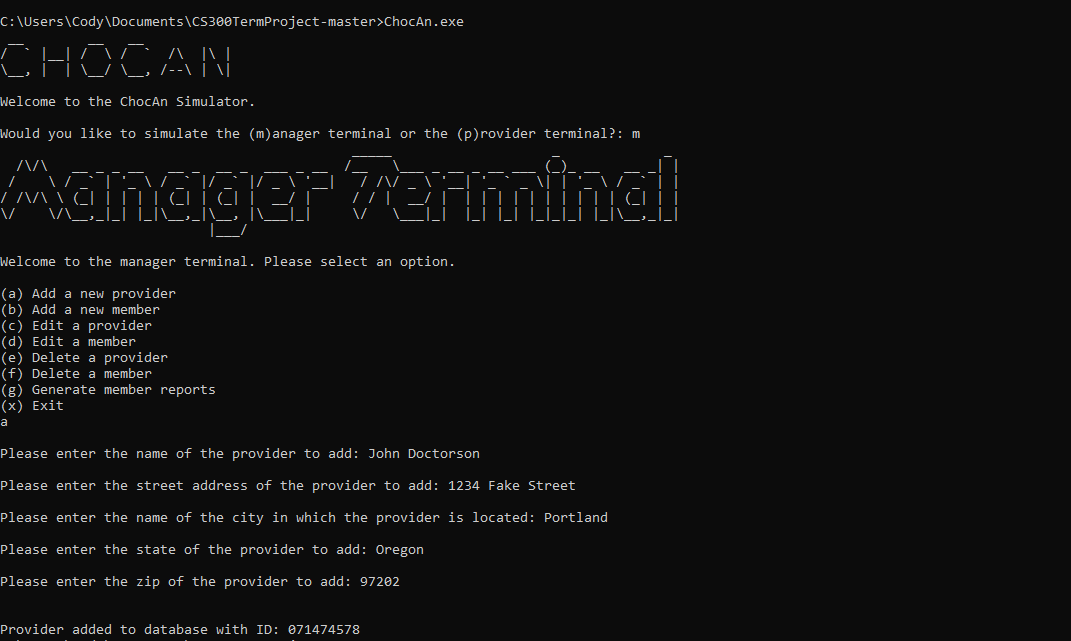 C:\Users\Cody\Documents\CS300TermProject-master>ChocAn.exe
CHOCAN
Welcome to the ChocAn Simulator.
Would you like to simulate the (m)anager terminal or the (p)rovider terminal?: m
Manager Terminal
Welcome to the manager terminal. Please select an option.
(a) Add a new provider
(b) Add a new member
(c) Edit a provider
(d) Edit a member
(e) Delete a provider
(f) Delete a member
(g) Generate member reports
(x) Exit
a
Please enter the name of the provider to add: John Doctorson
Please enter the street address of the provider to add: 1234 Fake Street
Please enter the name of the city in which the provider is located: Portland
Please enter the state of the provider to add: Oregon
Please enter the zip of the provider to add: 97202
Provider added to database with ID: 071474578